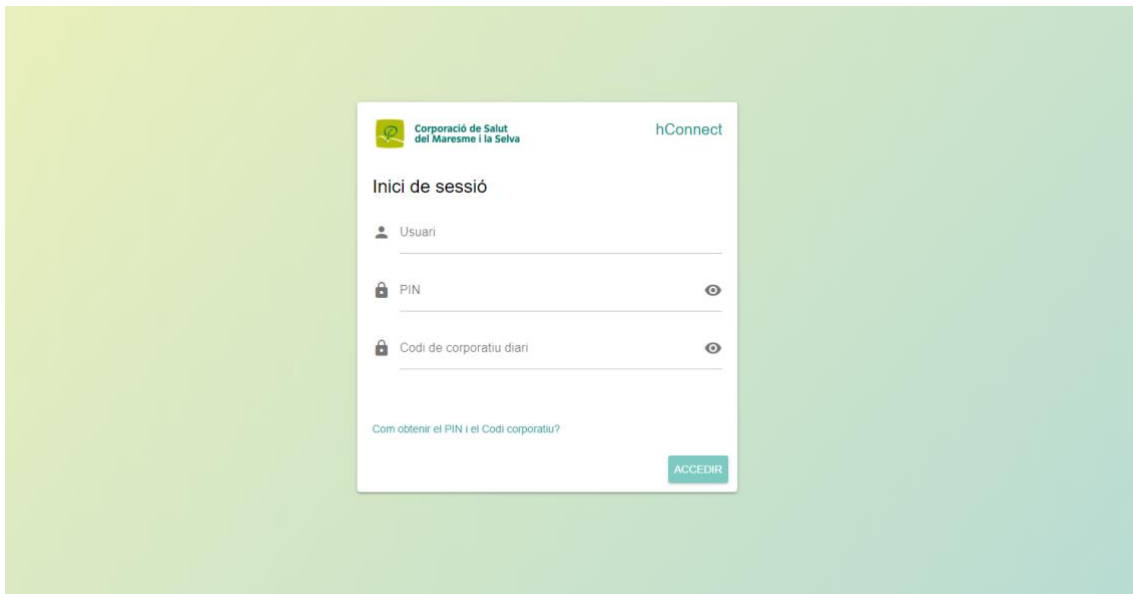 Corporació de Salut
del Maresme i la Selva
hConnect
Inici de sessió
Usuari
PIN
Codi de corporatiu diari
Com obtenir el PIN i el Codi corporatiu?
ACCEDIR